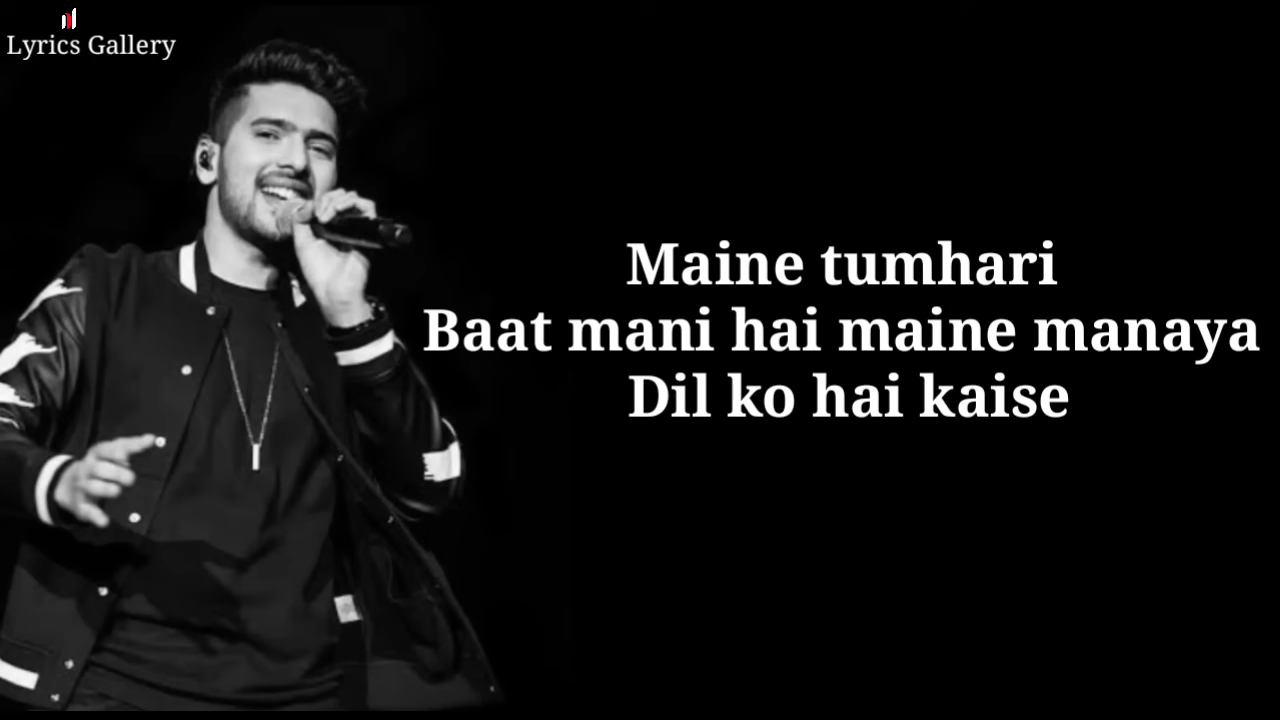 Lyrics Gallery
Maine tumhari
Baat mani hai maine manaya
Dil ko hai kaise